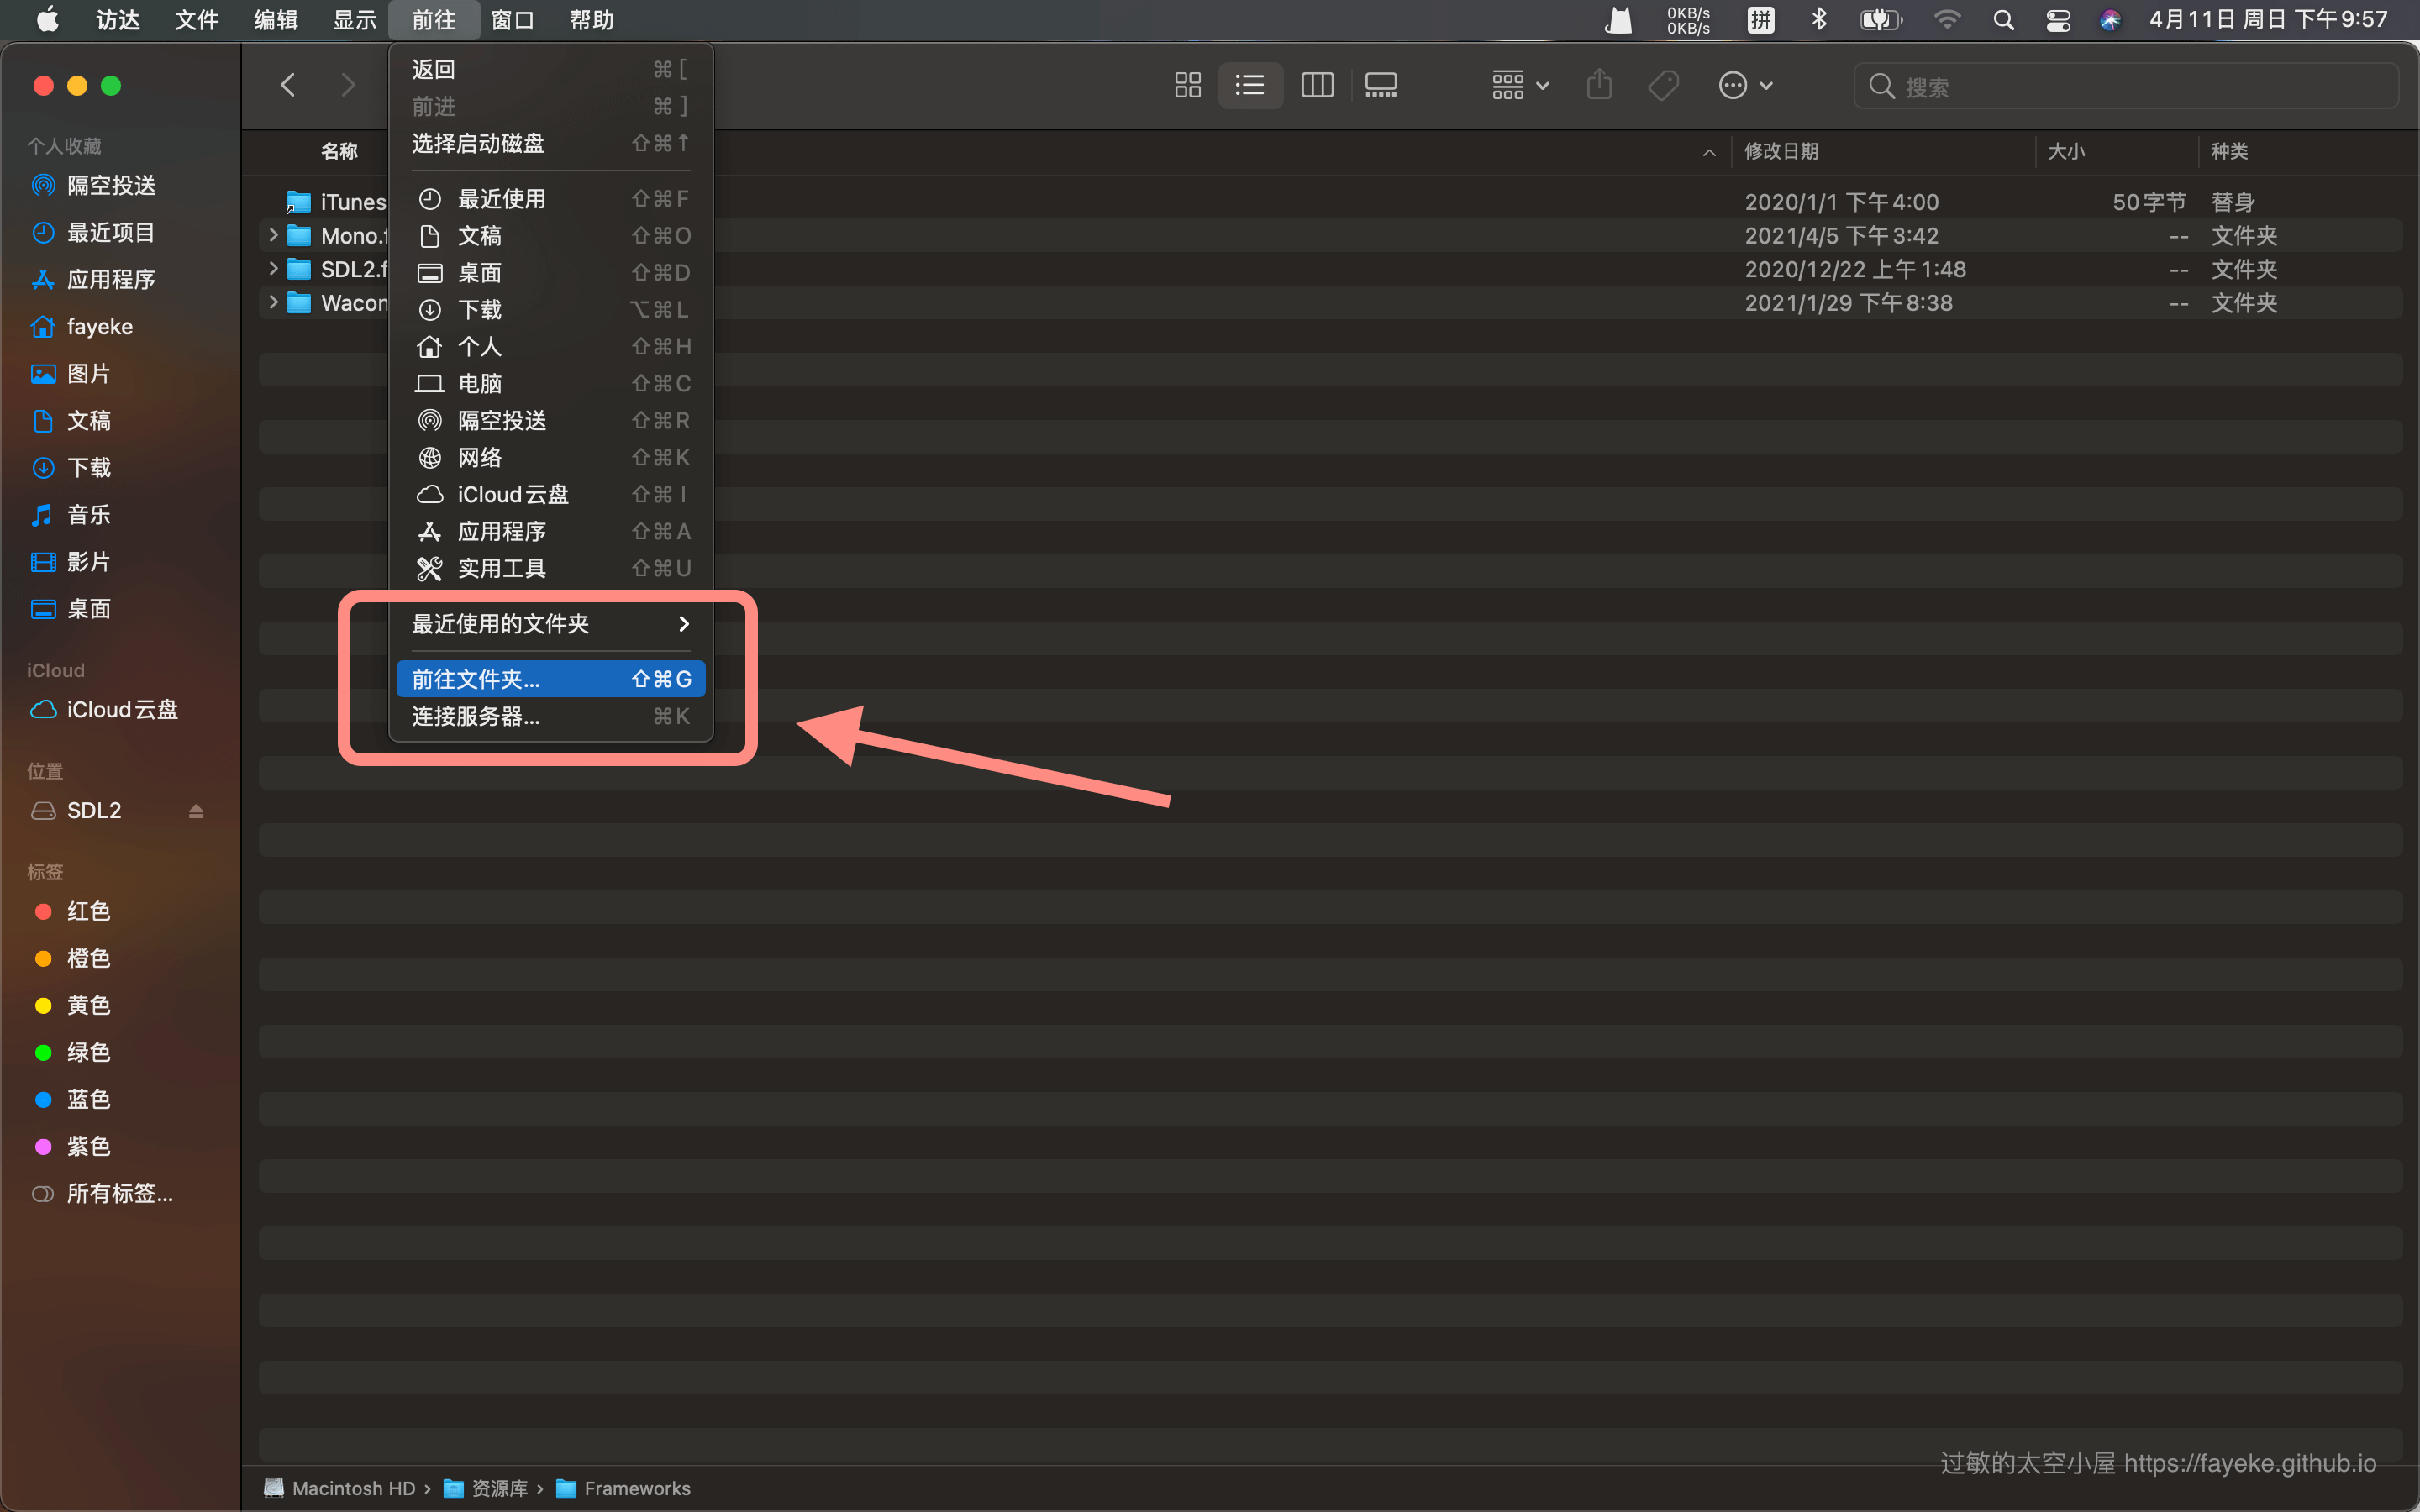 访达 文件 编辑 显示 前往 窗口 帮助 0KB/s 0KB/s 拼 4月11日 周日 下午9:57
返回 ⌘[
前进 ⌘]
选择启动磁盘 ⇧⌘↑
最近使用 ⇧⌘F
文稿 ⇧⌘O
桌面 ⇧⌘D
下载 ⌥⌘L
个人 ⇧⌘H
电脑 ⇧⌘C
隔空投送 ⇧⌘R
网络 ⇧⌘K
iCloud云盘 ⇧⌘I
应用程序 ⇧⌘A
实用工具 ⇧⌘U
最近使用的文件夹
前往文件夹... ⇧⌘G
连接服务器... ⌘K
搜索
个人收藏
隔空投送
最近项目
应用程序
fayeke
图片
文稿
下载
音乐
影片
桌面
iCloud
iCloud云盘
位置
SDL2
标签
红色
橙色
黄色
绿色
蓝色
紫色
所有标签...
名称 修改日期 大小 种类
iTunes 2020/1/1 下午4:00 50字节 替身
Mono.f 2021/4/5 下午3:42 -- 文件夹
SDL2.f 2020/12/22 上午1:48 -- 文件夹
Wacom 2021/1/29 下午8:38 -- 文件夹
过敏的太空小屋 https://fayeke.github.io
Macintosh HD › 资源库 › Frameworks